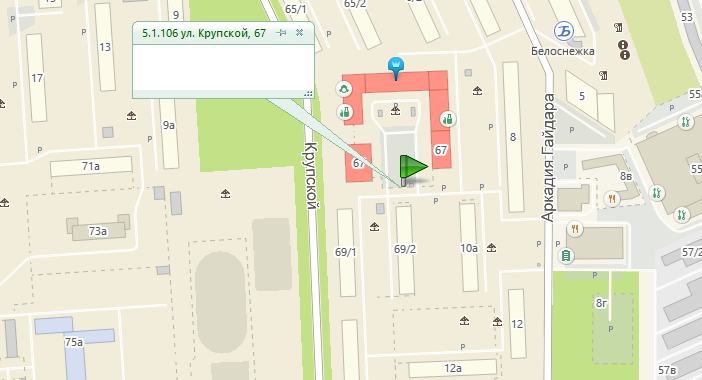 65/1
53
9
5.1.106 ул. Крупской, 67
13
Белоснежка
17
65/2
5
55
9а
8
67
67
71а
Крупской
Аркадия Гайдара
8в
55
73а
69/1
69/2
10а
57/2
8г
12
75а
12а
57в